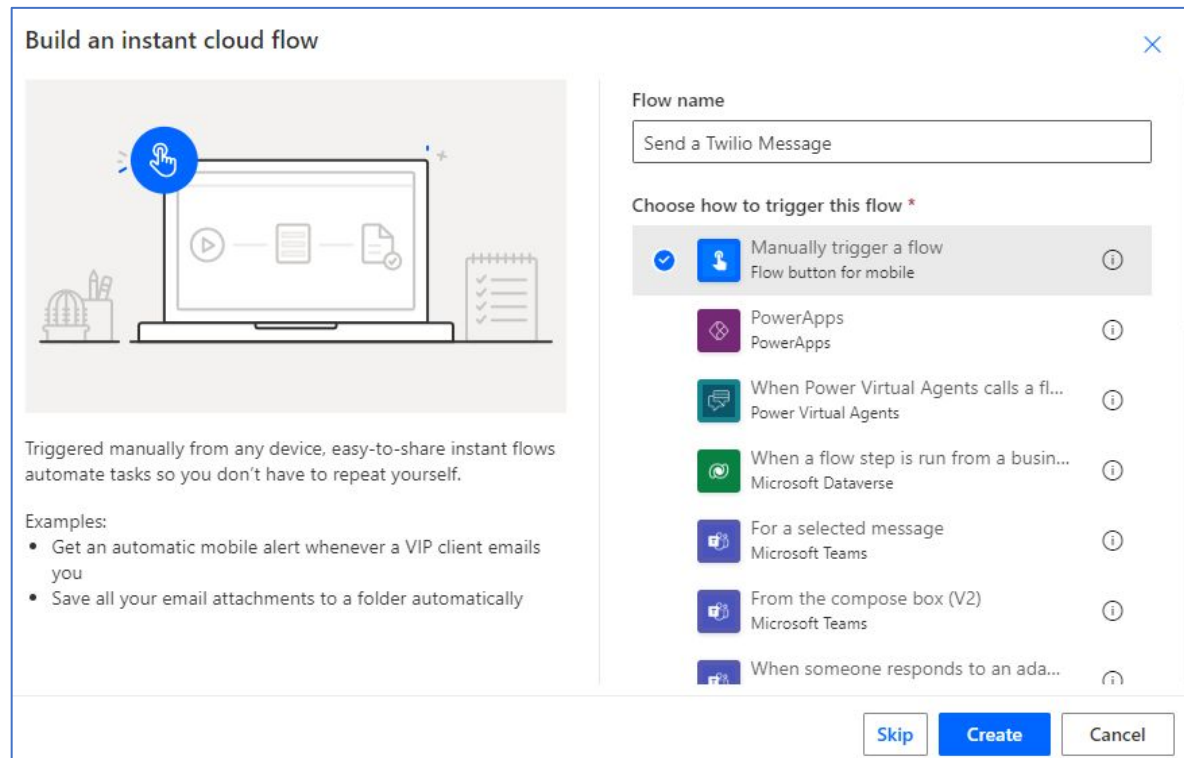 Build an instant cloud flow
Triggered manually from any device, easy-to-share instant flows
automate tasks so you don't have to repeat yourself.
Examples:
• Get an automatic mobile alert whenever a VIP client emails
you
• Save all your email attachments to a folder automatically
Flow name
Send a Twilio Message
Choose how to trigger this flow *
Manually trigger a flow
Flow button for mobile
PowerApps
PowerApps
When Power Virtual Agents calls a fl...
Power Virtual Agents
When a flow step is run from a busin...
Microsoft Dataverse
For a selected message
Microsoft Teams
From the compose box (V2)
Microsoft Teams
When someone responds to an ada...
Skip
Create
Cancel